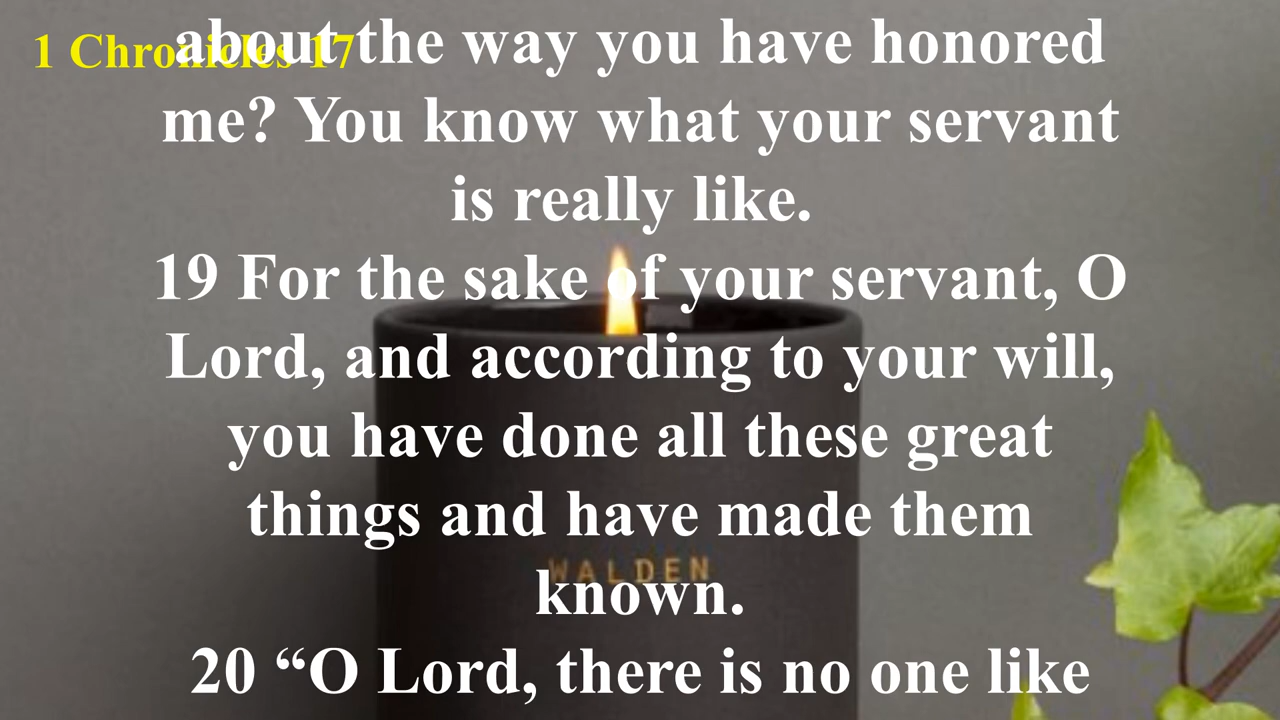 1 Chronicles 17
about the way you have honored
me? You know what your servant
is really like.
19 For the sake of your servant, O
Lord, and according to your will,
you have done all these great
things and have made them
WALDEN
known.
20 “O Lord, there is no one like